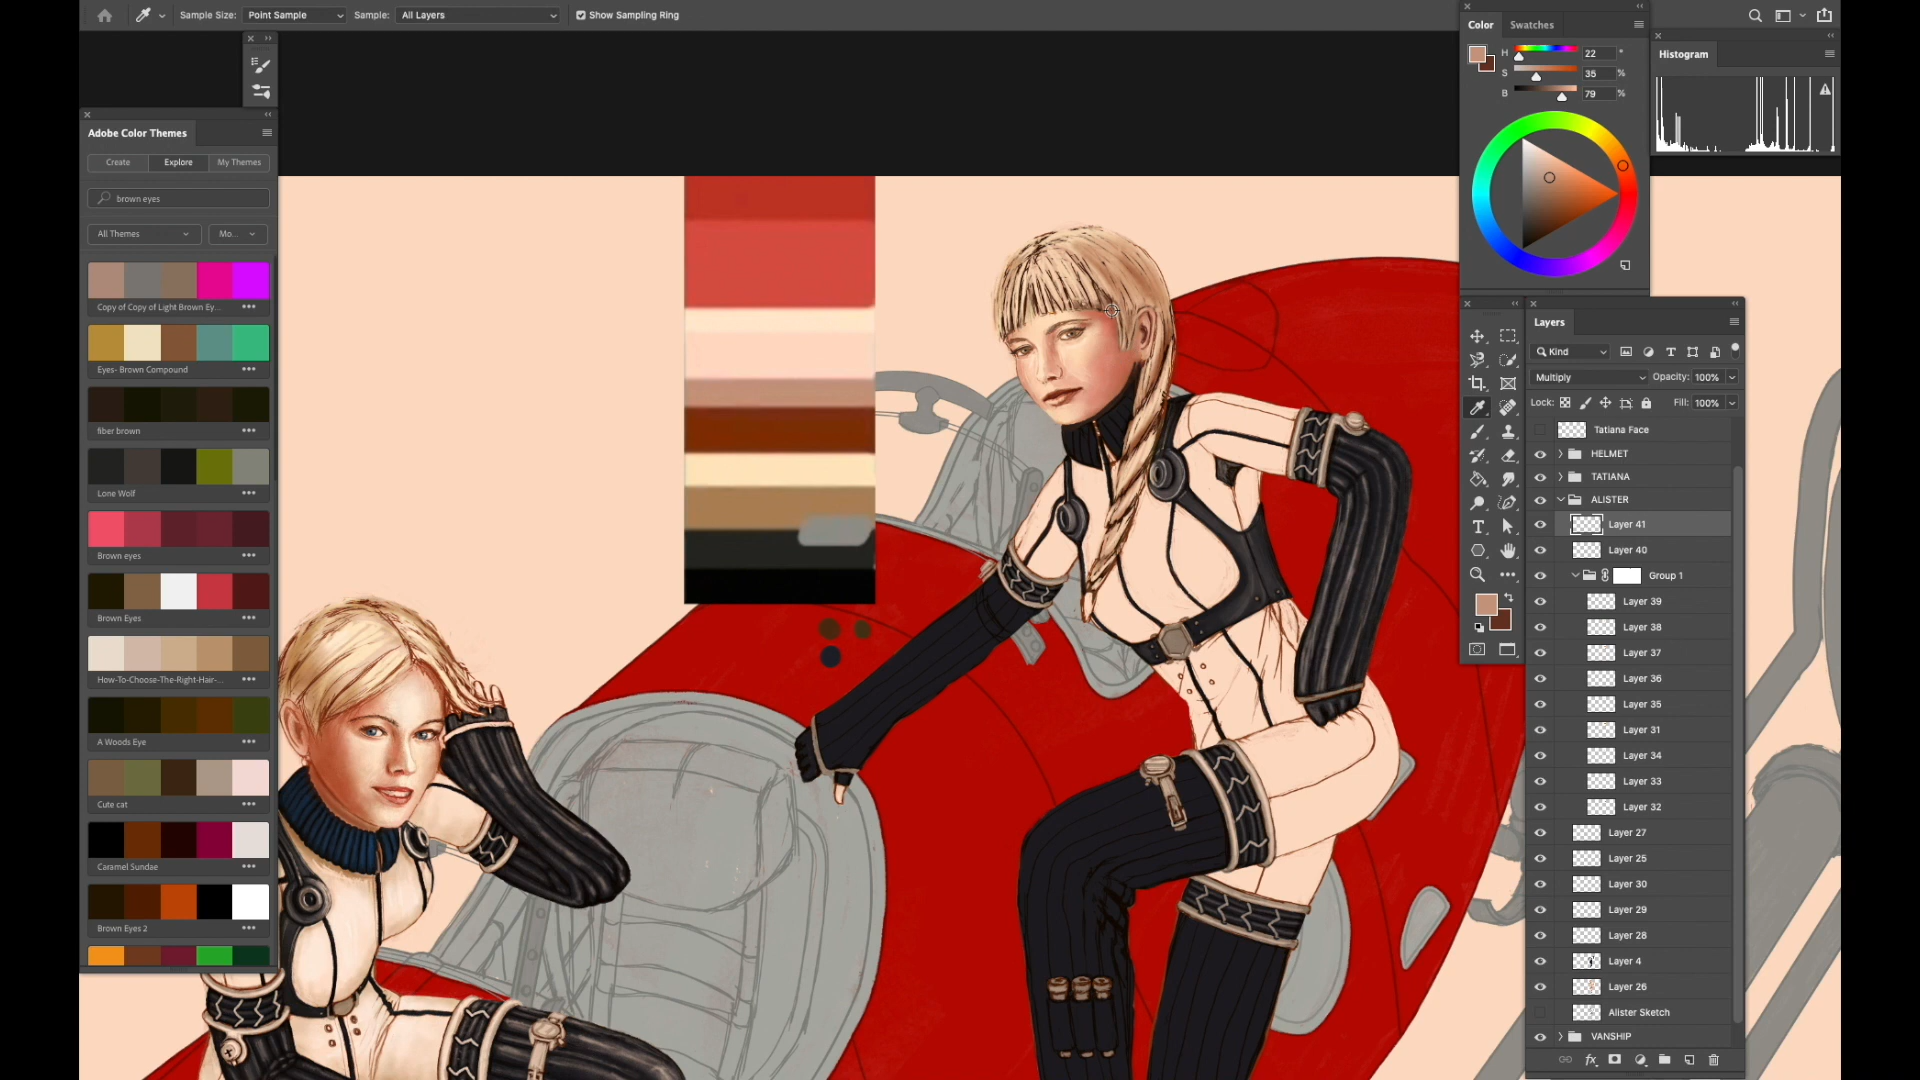 Sample Size: Point Sample Sample: All Layers Show Sampling Ring
Color Swatches
H 22 °
S 35 %
B 79 %
Histogram
Adobe Color Themes
Create Explore My Themes
brown eyes
All Themes Mo...
Copy of Copy of Light Brown Ey...
Eyes- Brown Compound
fiber brown
Lone Wolf
Brown eyes
Brown Eyes
How-To-Choose-The-Right-Hair-...
A Woods Eye
Cute cat
Caramel Sundae
Brown Eyes 2
Layers
Kind
Multiply Opacity: 100%
Lock: Fill: 100%
Tatiana Face
HELMET
TATIANA
ALISTER
Layer 41
Layer 40
Group 1
Layer 39
Layer 38
Layer 37
Layer 36
Layer 35
Layer 31
Layer 34
Layer 33
Layer 32
Layer 27
Layer 25
Layer 30
Layer 29
Layer 28
Layer 4
Layer 26
Alister Sketch
VANSHIP